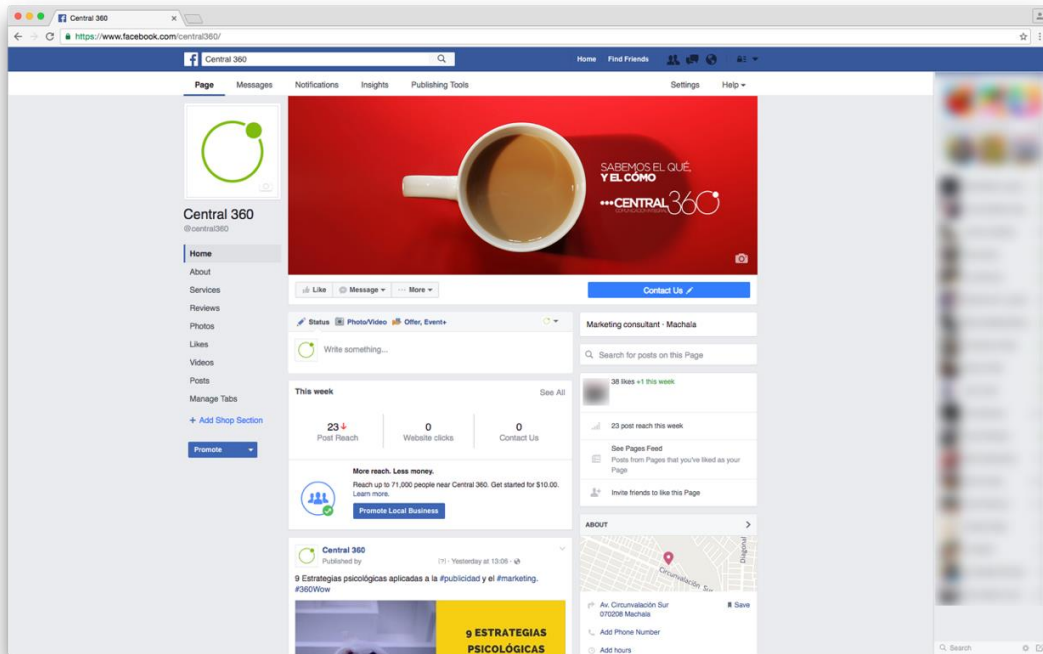 Central 360
https://www.facebook.com/central360/
Central 360
Home Find Friends
Page Messages Notifications Insights Publishing Tools Settings Help
SABEMOS EL QUÉ,
Y EL CÓMO
CENTRAL 360
Central 360
@central360
Home
About
Services
Reviews
Photos
Likes
Videos
Posts
Manage Tabs
+ Add Shop Section
Promote
Like Message ··· More
Contact Us
Status Photo/Video Offer, Event+
Write something...
This week See All
23 0 0
Post Reach Website clicks Contact Us
More reach. Less money.
Reach up to 71,000 people near Central 360. Get started for $10.00.
Learn more.
Promote Local Business
Central 360
Published by [?] · Yesterday at 13:06 ·
9 Estrategias psicológicas aplicadas a la #publicidad y el #marketing.
#360Wow
9 ESTRATEGIAS
PSICOLÓGICAS
Marketing consultant · Machala
Search for posts on this Page
38 likes +1 this week
23 post reach this week
See Pages Feed
Posts from Pages that you've liked as your
Page
Invite friends to like this Page
ABOUT
Diagonal
Circunvalación Sur
Av. Circunvalación Sur Save
070208 Machala
Add Phone Number
Add hours
Search